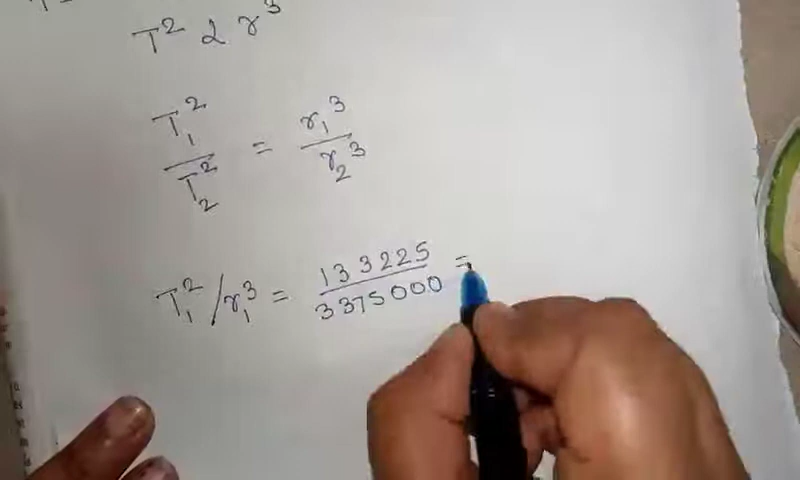 T² α r³
T₁²/T₂² = r₁³/r₂³
T₁²/r₁³ = 133225/3375000 =